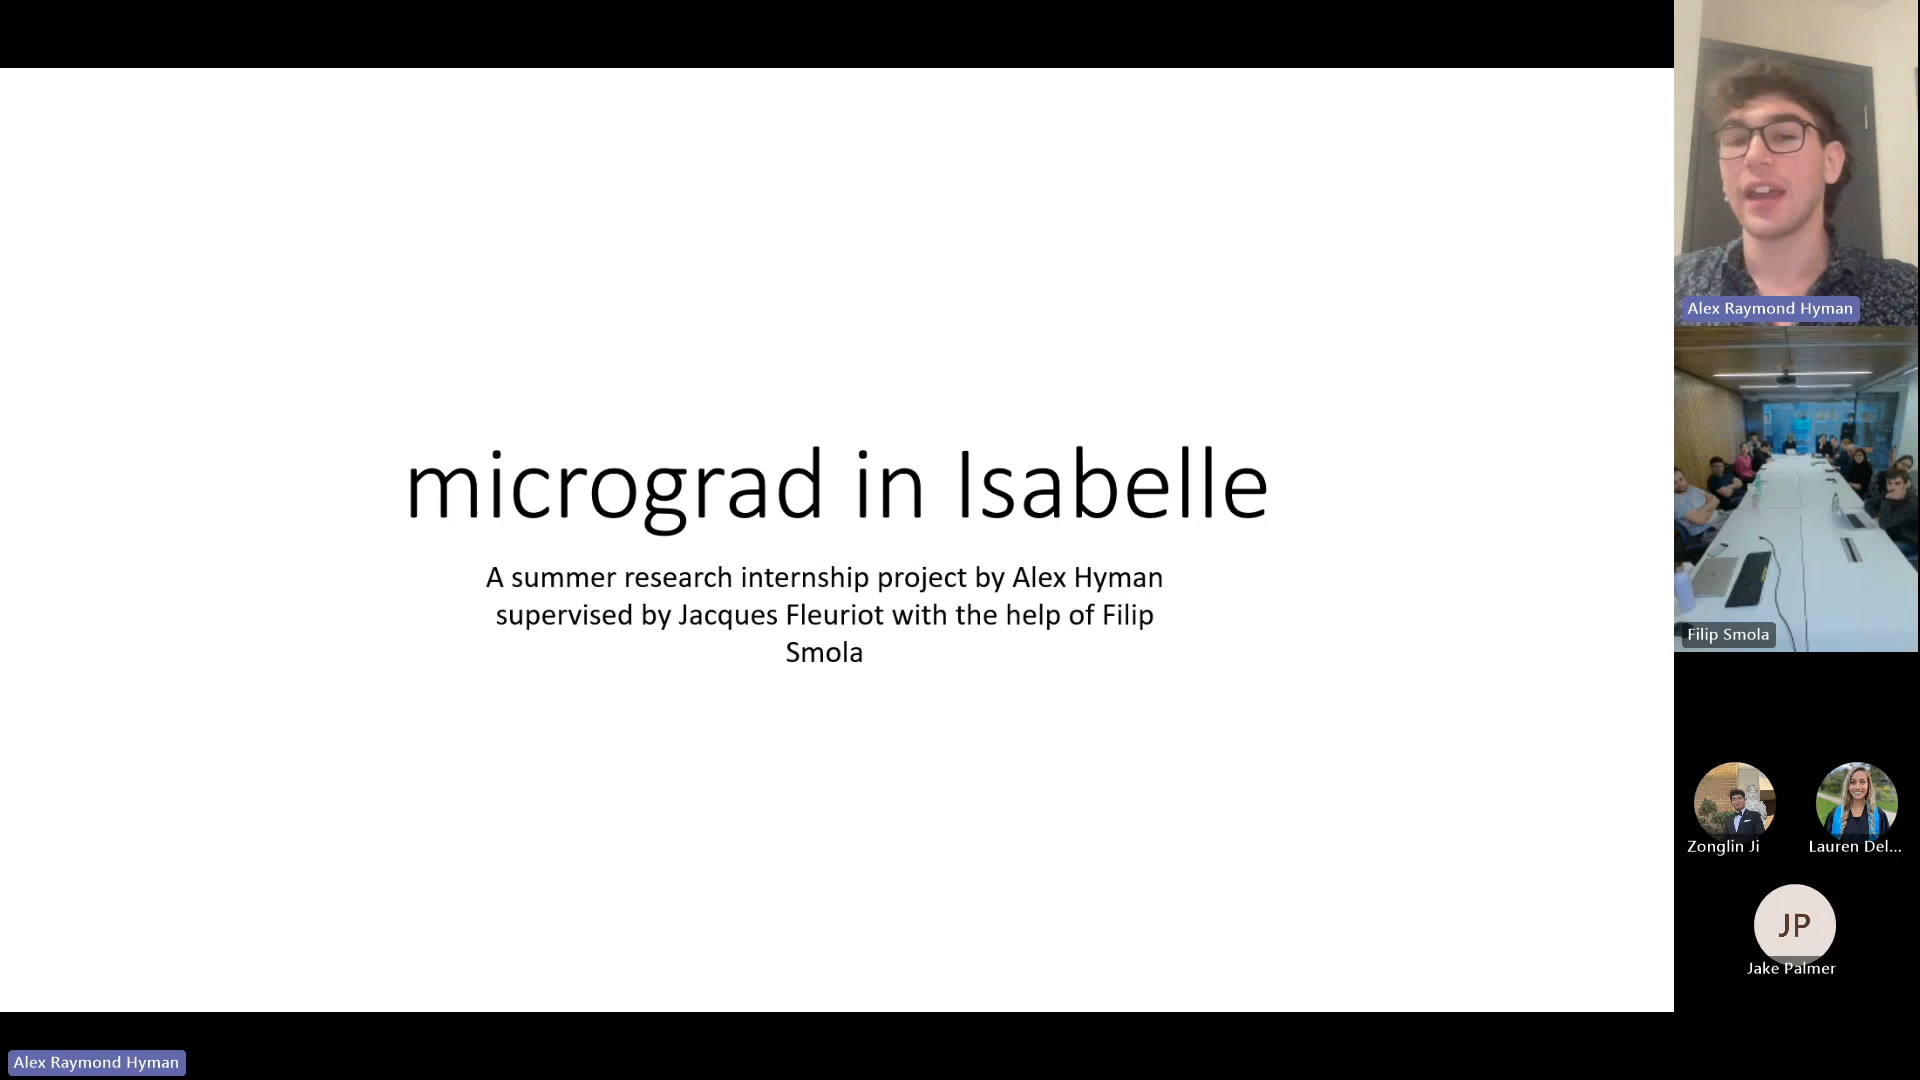 micrograd in Isabelle
A summer research internship project by Alex Hyman
supervised by Jacques Fleuriot with the help of Filip
Smola
Alex Raymond Hyman
Filip Smola
Zonglin Ji
Lauren Del...
JP
Jake Palmer
Alex Raymond Hyman